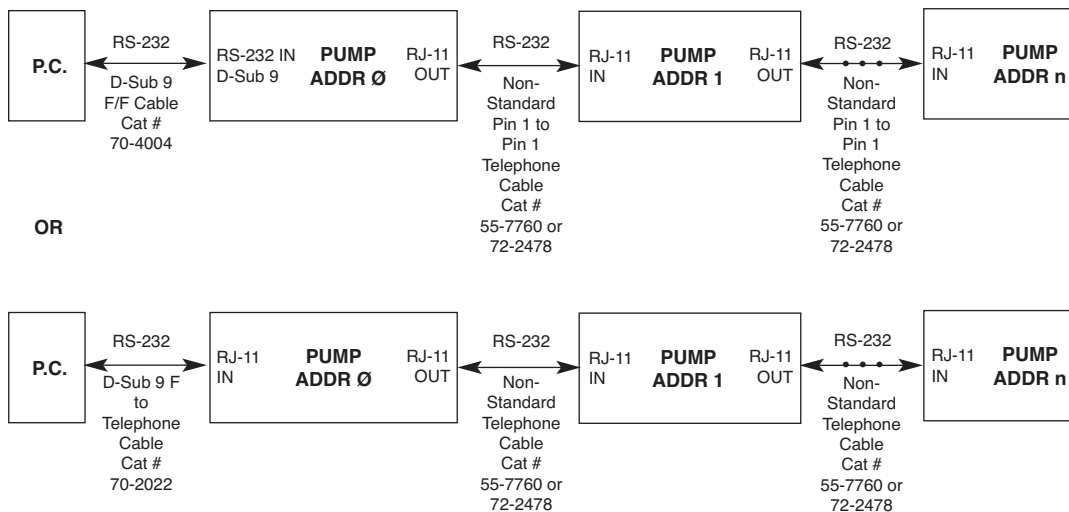 P.C.
RS-232
D-Sub 9
F/F Cable
Cat #
70-4004
RS-232 IN
D-Sub 9
PUMP
ADDR Ø
RJ-11
OUT
RS-232
Non-
Standard
Pin 1 to
Pin 1
Telephone
Cable
Cat #
55-7760 or
72-2478
RJ-11
IN
PUMP
ADDR 1
RJ-11
OUT
RS-232
Non-
Standard
Pin 1 to
Pin 1
Telephone
Cable
Cat #
55-7760 or
72-2478
RJ-11
IN
PUMP
ADDR n
OR
P.C.
RS-232
D-Sub 9 F
to
Telephone
Cable
Cat #
70-2022
RJ-11
IN
PUMP
ADDR Ø
RJ-11
OUT
RS-232
Non-
Standard
Telephone
Cable
Cat #
55-7760 or
72-2478
RJ-11
IN
PUMP
ADDR 1
RJ-11
OUT
RS-232
Non-
Standard
Telephone
Cable
Cat #
55-7760 or
72-2478
RJ-11
IN
PUMP
ADDR n